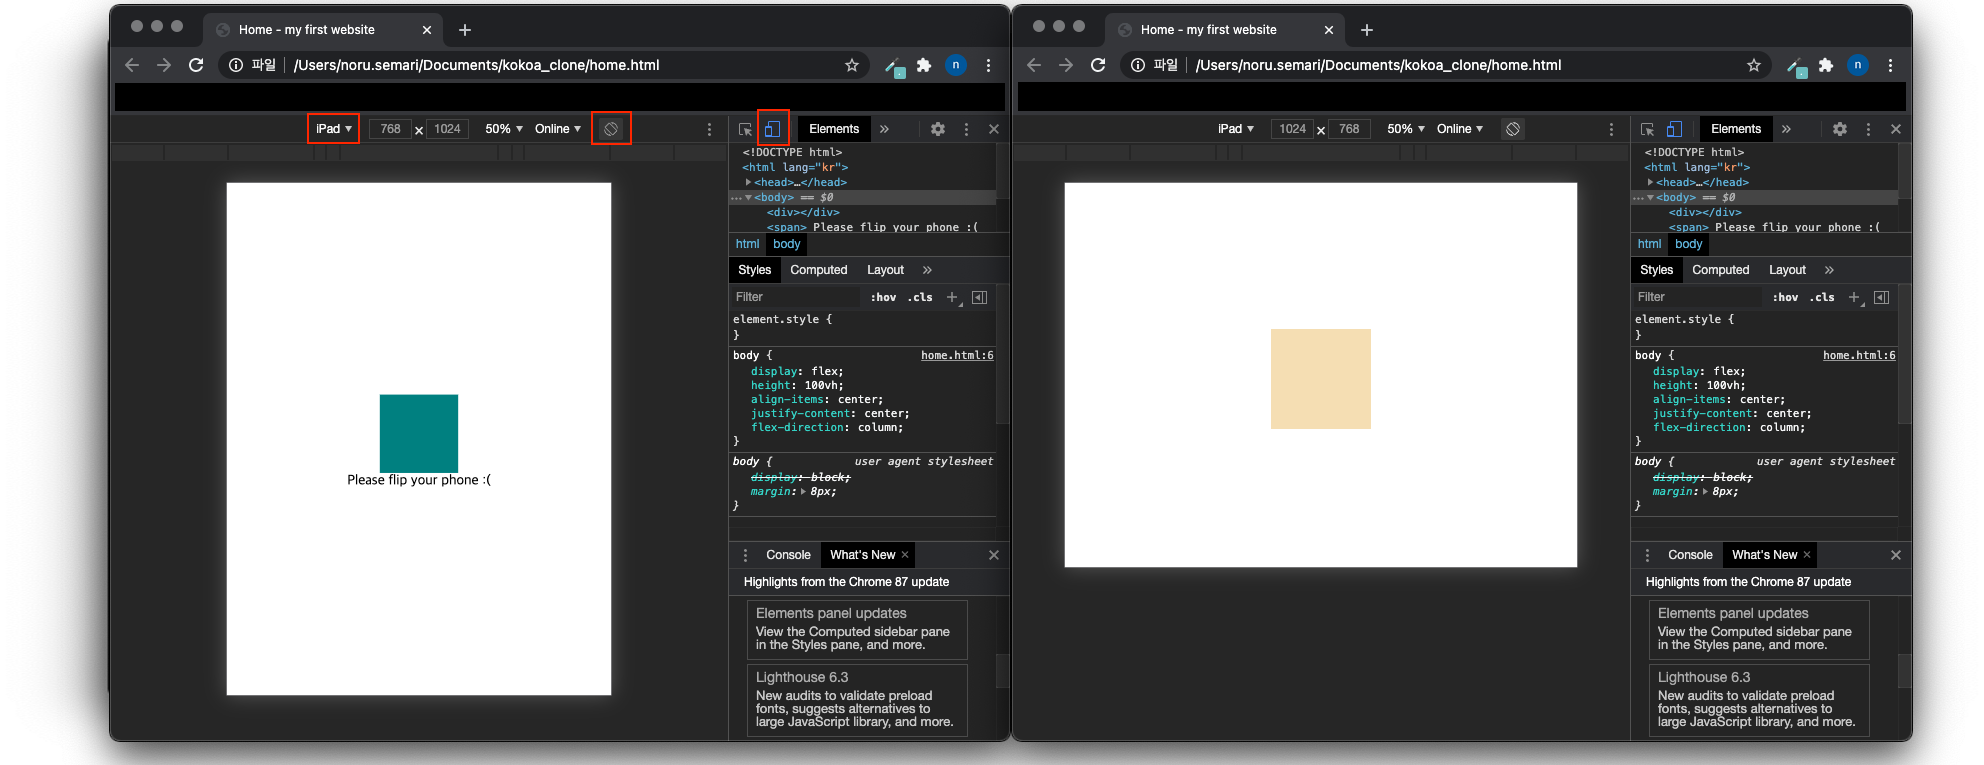 Home - my first website
파일 /Users/noru.semari/Documents/kokoa_clone/home.html
n
iPad 768 × 1024 50% Online
Elements
<!DOCTYPE html>
<html lang="kr">
<head>…</head>
<body> == $0
<div></div>
<span> Please flip your phone :(
html body
Styles Computed Layout
Filter :hov .cls
element.style {
}
body { home.html:6
display: flex;
height: 100vh;
align-items: center;
justify-content: center;
flex-direction: column;
}
body { user agent stylesheet
display: block;
margin: 8px;
}
Please flip your phone :(
Console What's New
Highlights from the Chrome 87 update
Elements panel updates
View the Computed sidebar pane
in the Styles pane, and more.
Lighthouse 6.3
New audits to validate preload
fonts, suggests alternatives to
large JavaScript library, and more.
Home - my first website
파일 /Users/noru.semari/Documents/kokoa_clone/home.html
n
iPad 1024 × 768 50% Online
Elements
<!DOCTYPE html>
<html lang="kr">
<head>…</head>
<body> == $0
<div></div>
<span> Please flip your phone :(
html body
Styles Computed Layout
Filter :hov .cls
element.style {
}
body { home.html:6
display: flex;
height: 100vh;
align-items: center;
justify-content: center;
flex-direction: column;
}
body { user agent stylesheet
display: block;
margin: 8px;
}
Console What's New
Highlights from the Chrome 87 update
Elements panel updates
View the Computed sidebar pane
in the Styles pane, and more.
Lighthouse 6.3
New audits to validate preload
fonts, suggests alternatives to
large JavaScript library, and more.